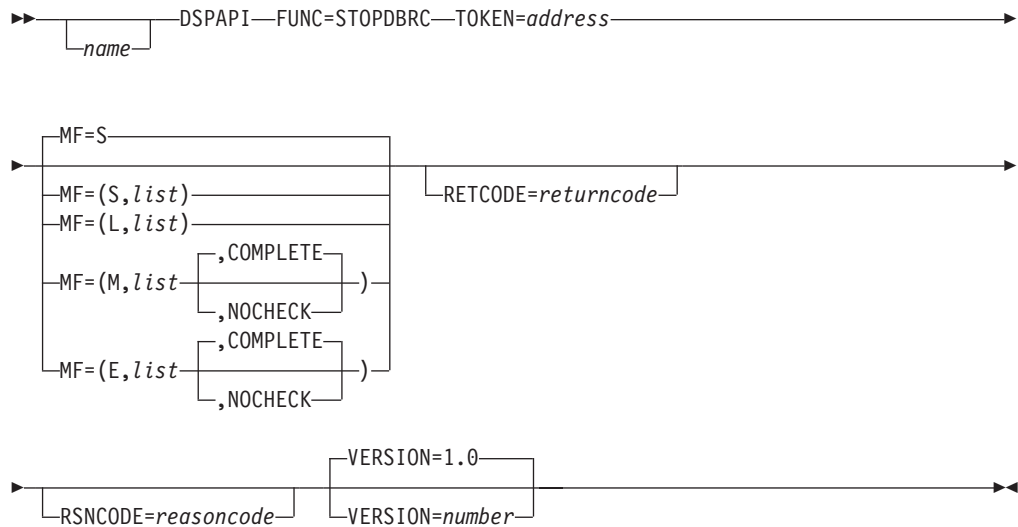 DSPAPI FUNC=STOPDBRC TOKEN=address
name
MF=S
MF=(S,list)
RETCODE=returncode
MF=(L,list)
,COMPLETE
MF=(M,list )
,NOCHECK
,COMPLETE
MF=(E,list )
,NOCHECK
VERSION=1.0
RSNCODE=reasoncode
VERSION=number